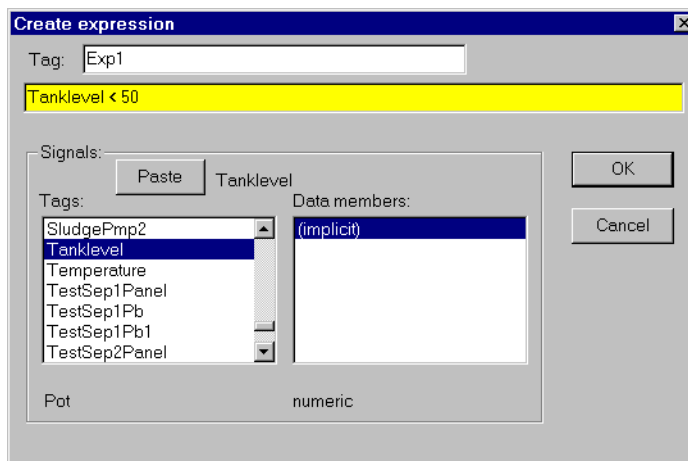 Create expression
Tag: Exp1
Tanklevel < 50
Signals:
Paste Tanklevel
Tags: Data members:
SludgePmp2
Tanklevel
Temperature
TestSep1Panel
TestSep1Pb
TestSep1Pb1
TestSep2Panel
(implicit)
Pot numeric
OK
Cancel